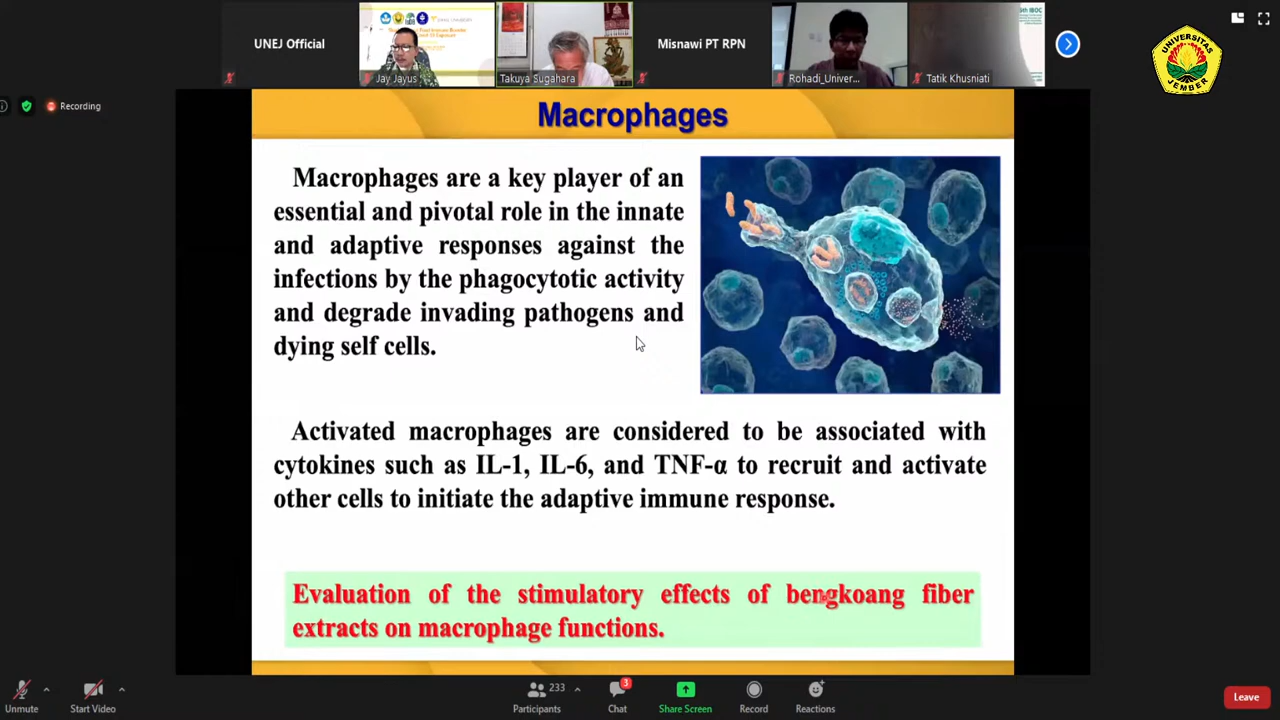 UNEJ Official
Jay Jayus
Takuya Sugahara
Misnawi PT RPN
Rohadi_Univer...
Tatik Khusniati
UNIVERSITAS
JEMBER
Recording
Macrophages
Macrophages are a key player of an
essential and pivotal role in the innate
and adaptive responses against the
infections by the phagocytotic activity
and degrade invading pathogens and
dying self cells.
Activated macrophages are considered to be associated with
cytokines such as IL-1, IL-6, and TNF-α to recruit and activate
other cells to initiate the adaptive immune response.
Evaluation of the stimulatory effects of bengkoang fiber
extracts on macrophage functions.
Unmute
Start Video
233
Participants
3
Chat
Share Screen
Record
Reactions
Leave